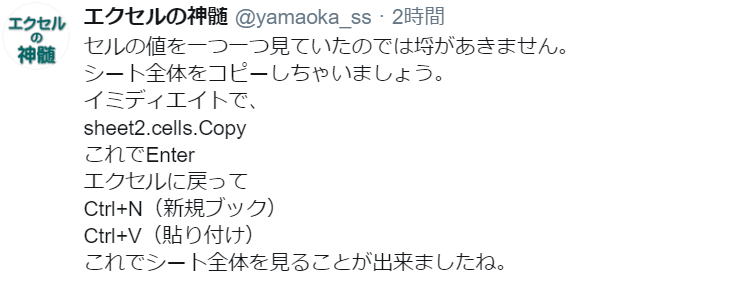 エクセル
の
神髄
エクセルの神髄 @yamaoka_ss · 2時間
セルの値を一つ一つ見ていたのでは埒があきません。
シート全体をコピーしちゃいましょう。
イミディエイトで、
sheet2.cells.Copy
これでEnter
エクセルに戻って
Ctrl+N（新規ブック）
Ctrl+V（貼り付け）
これでシート全体を見ることが出来ましたね。